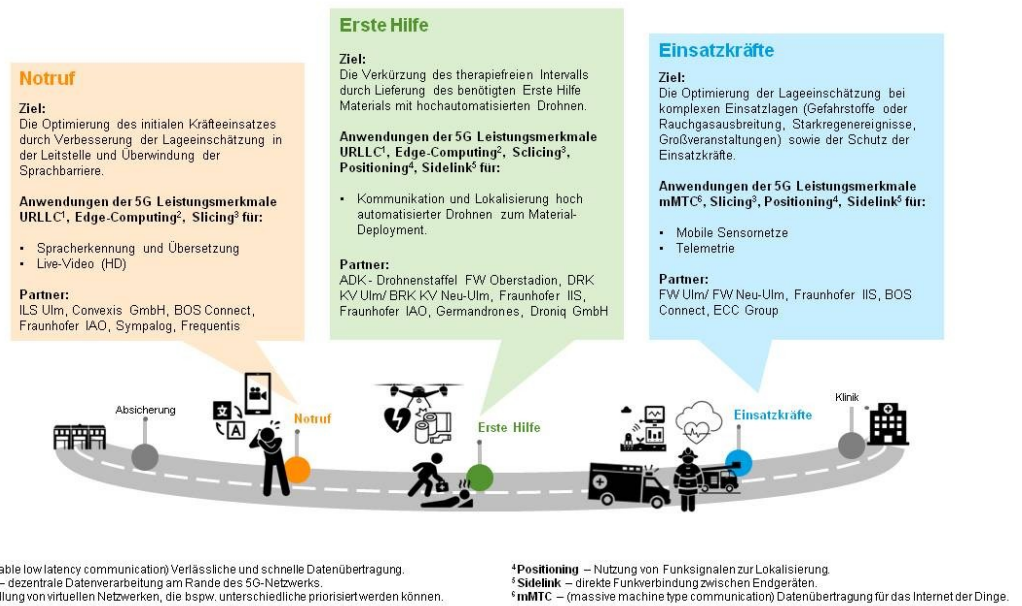 Notruf
Ziel:
Die Optimierung des initialen Kräfteeinsatzes
durch Verbesserung der Lageeinschätzung in
der Leitstelle und Überwindung der
Sprachbarriere.
Anwendungen der 5G Leistungsmerkmale
URLLC¹, Edge-Computing², Slicing³ für:
▪ Spracherkennung und Übersetzung
▪ Live-Video (HD)
Partner:
ILS Ulm, Convexis GmbH, BOS Connect,
Fraunhofer IAO, Sympalog, Frequentis
Erste Hilfe
Ziel:
Die Verkürzung des therapiefreien Intervalls
durch Lieferung des benötigten Erste Hilfe
Materials mit hochautomatisierten Drohnen.
Anwendungen der 5G Leistungsmerkmale
URLLC¹, Edge-Computing², Sclicing³,
Positioning⁴, Sidelink⁵ für:
▪ Kommunikation und Lokalisierung hoch
automatisierter Drohnen zum Material-
Deployment.
Partner:
ADK - Drohnenstaffel FW Oberstadion, DRK
KV Ulm/ BRK KV Neu-Ulm, Fraunhofer IIS,
Fraunhofer IAO, Germandrones, Droniq GmbH
Einsatzkräfte
Ziel:
Die Optimierung der Lageeinschätzung bei
komplexen Einsatzlagen (Gefahrstoffe oder
Rauchgasausbreitung, Starkregenereignisse,
Großveranstaltungen) sowie der Schutz der
Einsatzkräfte.
Anwendungen der 5G Leistungsmerkmale
mMTC⁶, Slicing³, Positioning⁴, Sidelink⁵ für:
▪ Mobile Sensornetze
▪ Telemetrie
Partner:
FW Ulm/ FW Neu-Ulm, Fraunhofer IIS, BOS
Connect, ECC Group
Absicherung
文
A
Notruf
Erste Hilfe
Einsatzkräfte
Klinik
able low latency communication) Verlässliche und schnelle Datenübertragung.
– dezentrale Datenverarbeitung am Rande des 5G-Netzwerks.
llung von virtuellen Netzwerken, die bspw. unterschiedliche priorisiert werden können.
⁴ Positioning – Nutzung von Funksignalen zur Lokalisierung.
⁵ Sidelink – direkte Funkverbindung zwischen Endgeräten.
⁶ mMTC – (massive machine type communication) Datenübertragung für das Internet der Dinge.